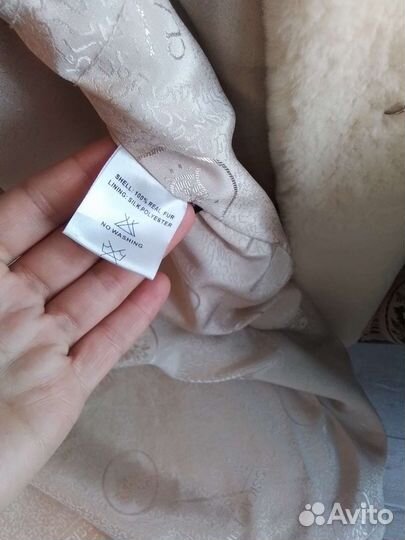 SHELL: 100% REAL FUR
LINING: SILK POLYESTER
NO WASHING
Avito